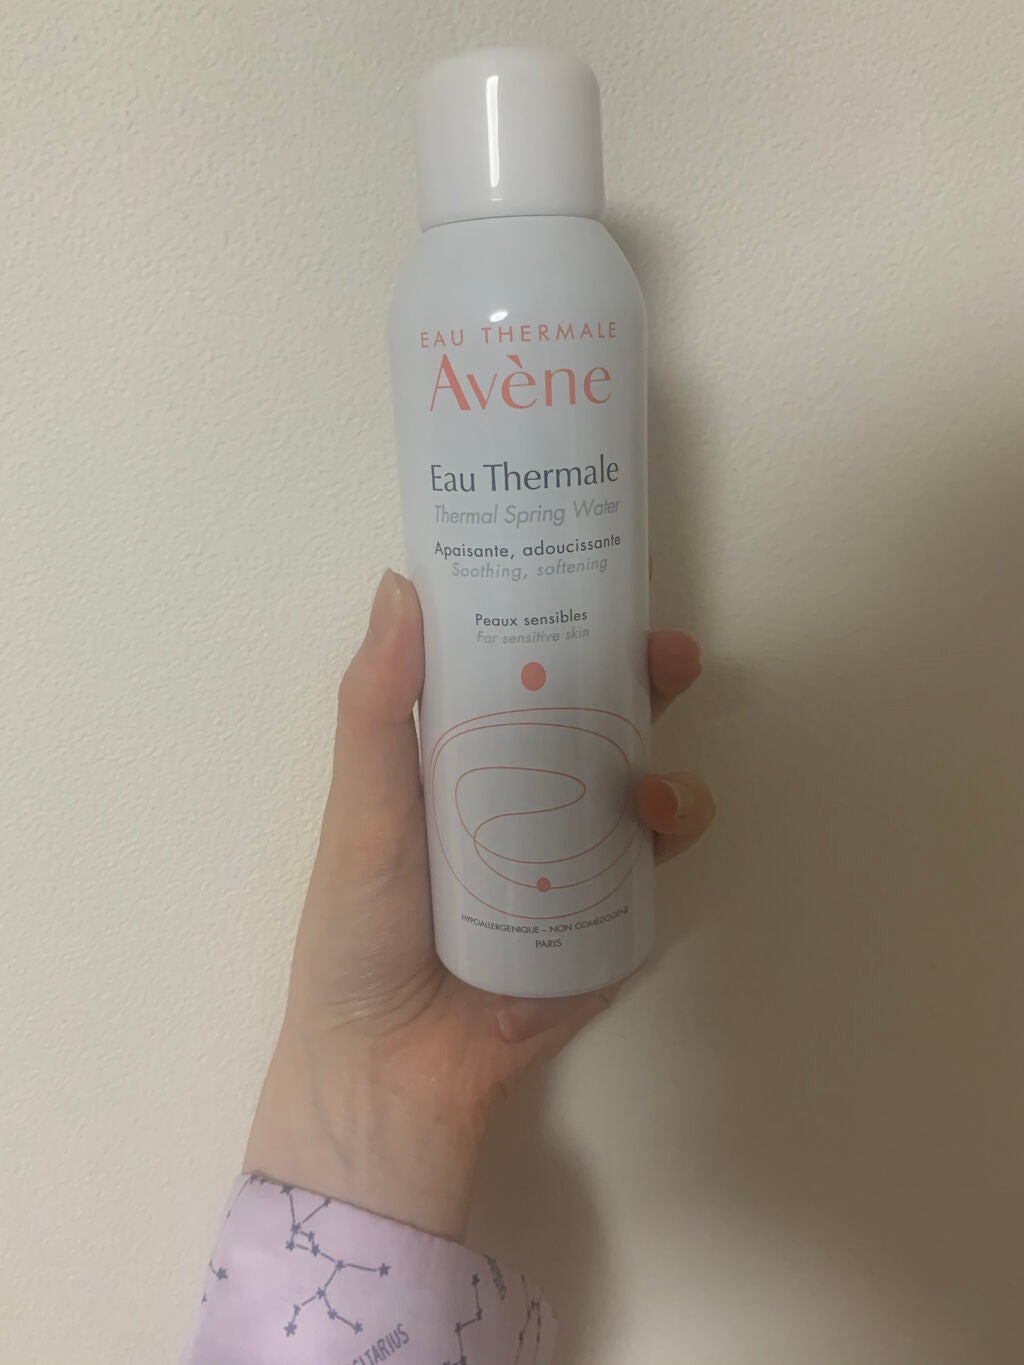 EAU THERMALE
Avène
Eau Thermale
Thermal Spring Water
Apaisante, adoucissante
Soothing, softening
Peaux sensibles
For sensitive skin
HYPOALLERGENIQUE – NON COMEDOGENE
PARIS